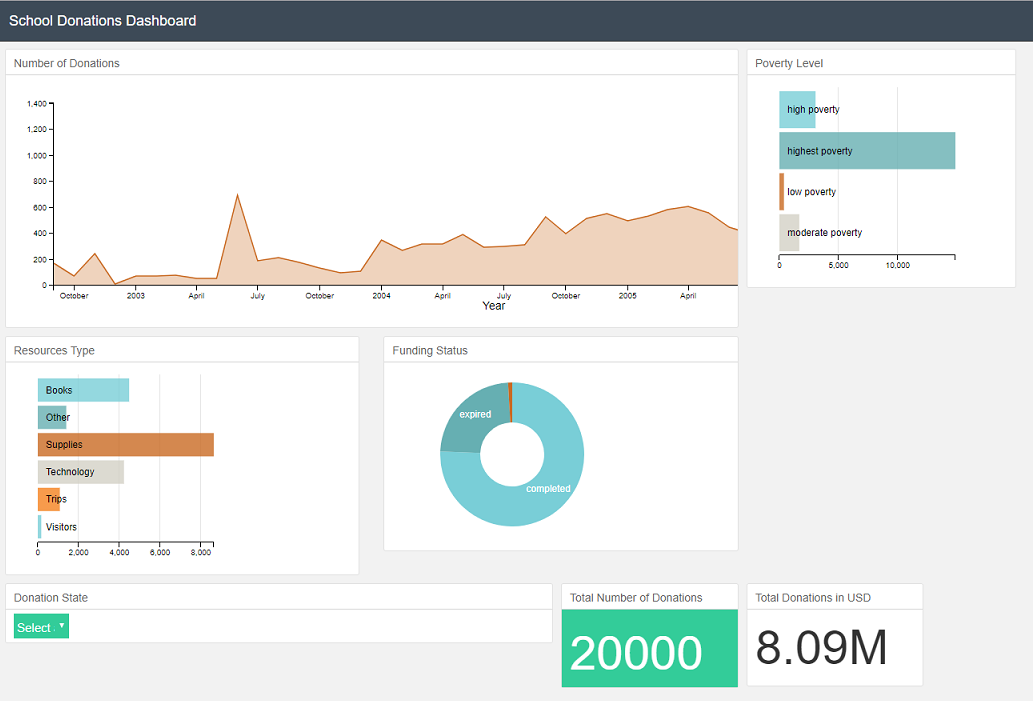 School Donations Dashboard
Number of Donations
1,400
1,200
1,000
800
600
400
200
0
October 2003 April July October 2004 April July October 2005 April
Year
Poverty Level
high poverty
highest poverty
low poverty
moderate poverty
0 5,000 10,000
Resources Type
Books
Other
Supplies
Technology
Trips
Visitors
0 2,000 4,000 6,000 8,000
Funding Status
expired
completed
Donation State
Select
Total Number of Donations
20000
Total Donations in USD
8.09M